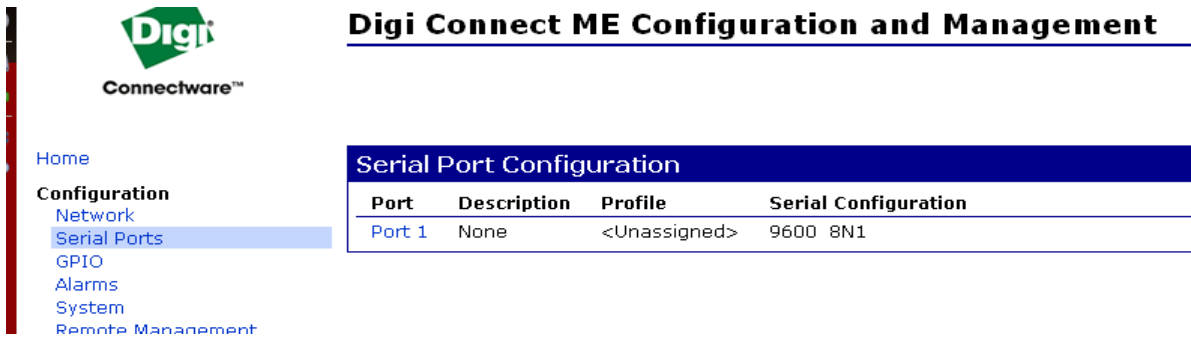 Digi
Connectware™
Digi Connect ME Configuration and Management
Home
Configuration
Network
Serial Ports
GPIO
Alarms
System
Remote Management
Serial Port Configuration
Port Description Profile Serial Configuration
Port 1 None <Unassigned> 9600 8N1